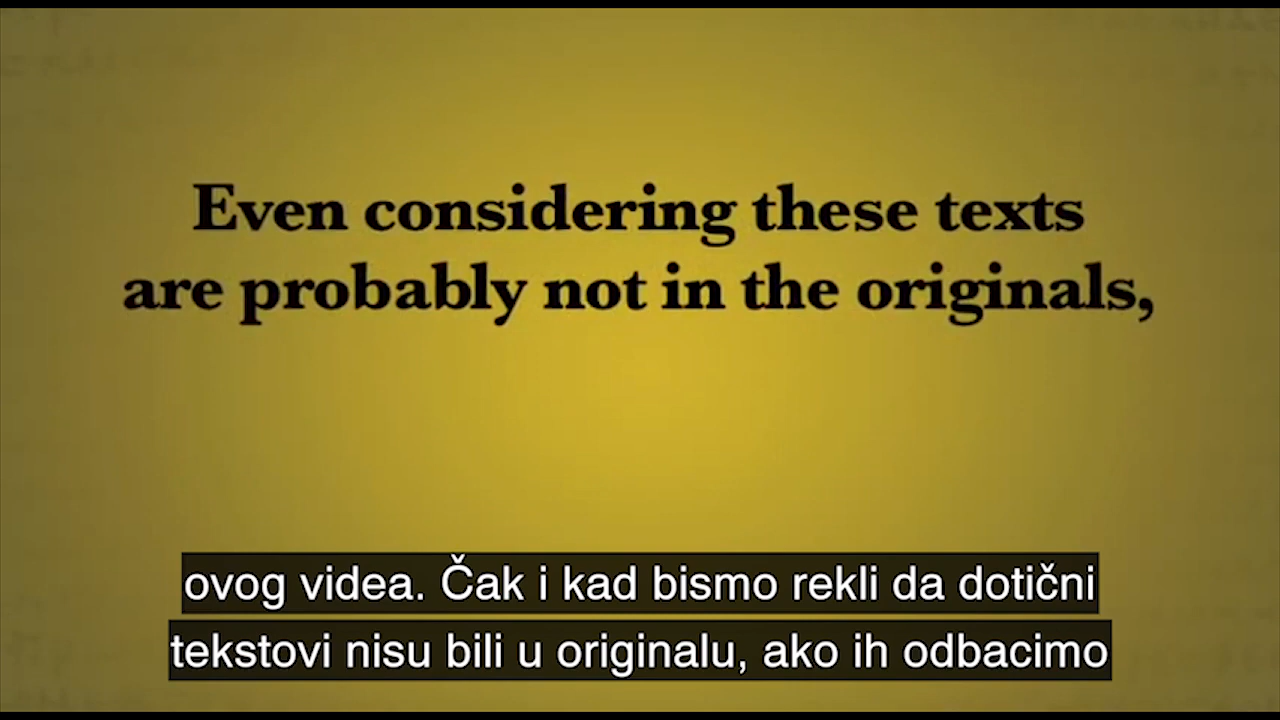 Even considering these texts
are probably not in the originals,
ovog videa. Čak i kad bismo rekli da dotični
tekstovi nisu bili u originalu, ako ih odbacimo